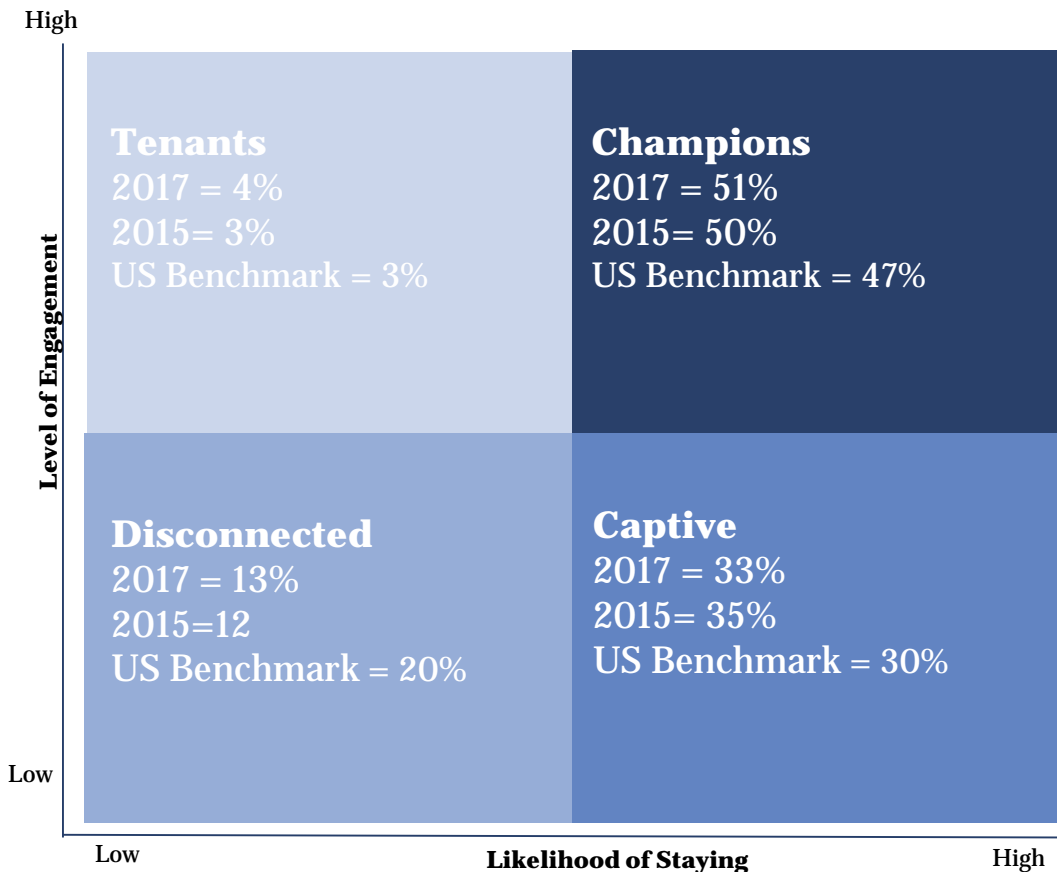 High
Level of Engagement
Tenants
2017 = 4%
2015= 3%
US Benchmark = 3%
Champions
2017 = 51%
2015= 50%
US Benchmark = 47%
Disconnected
2017 = 13%
2015=12
US Benchmark = 20%
Captive
2017 = 33%
2015= 35%
US Benchmark = 30%
Low
Low
Likelihood of Staying
High